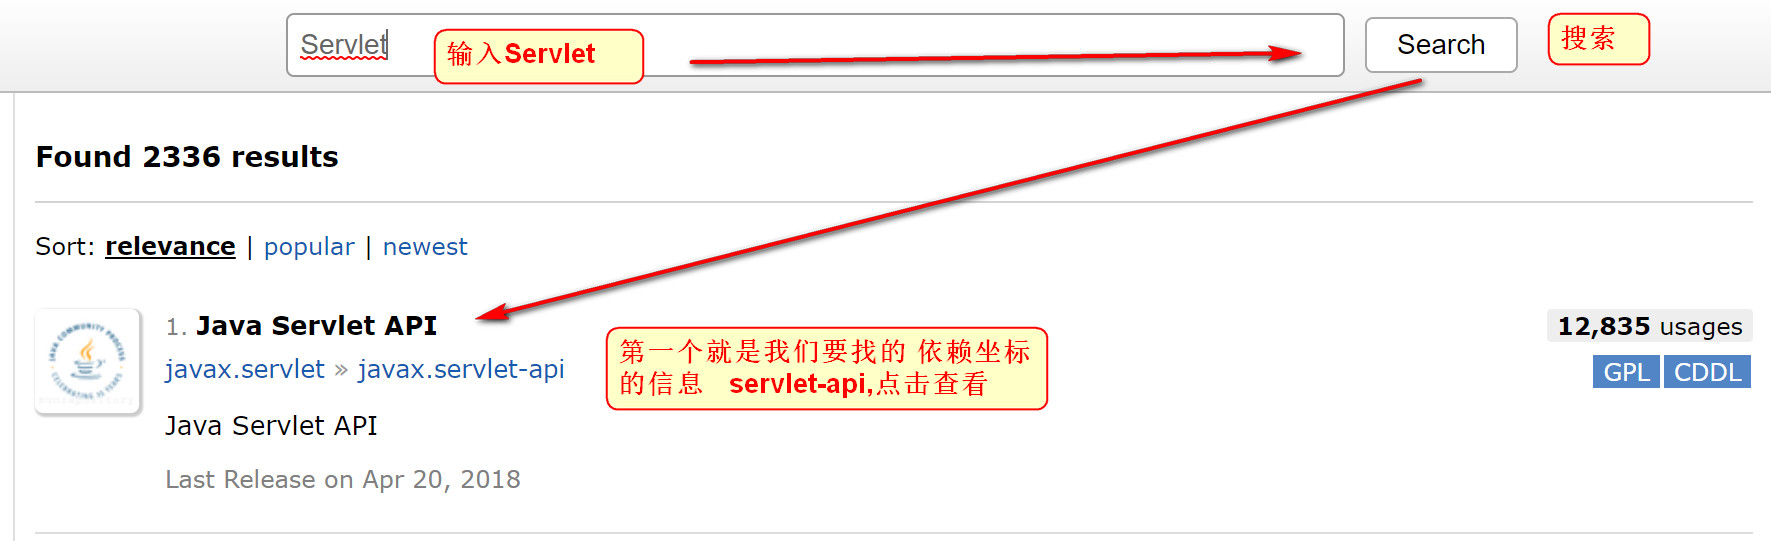 Servlet
输入Servlet
Search
搜索
Found 2336 results
Sort: relevance | popular | newest
1. Java Servlet API
12,835 usages
javax.servlet » javax.servlet-api
GPL CDDL
第一个就是我们要找的 依赖坐标
的信息 servlet-api,点击查看
Java Servlet API
Last Release on Apr 20, 2018
JAVA COMMUNITY PROCESS